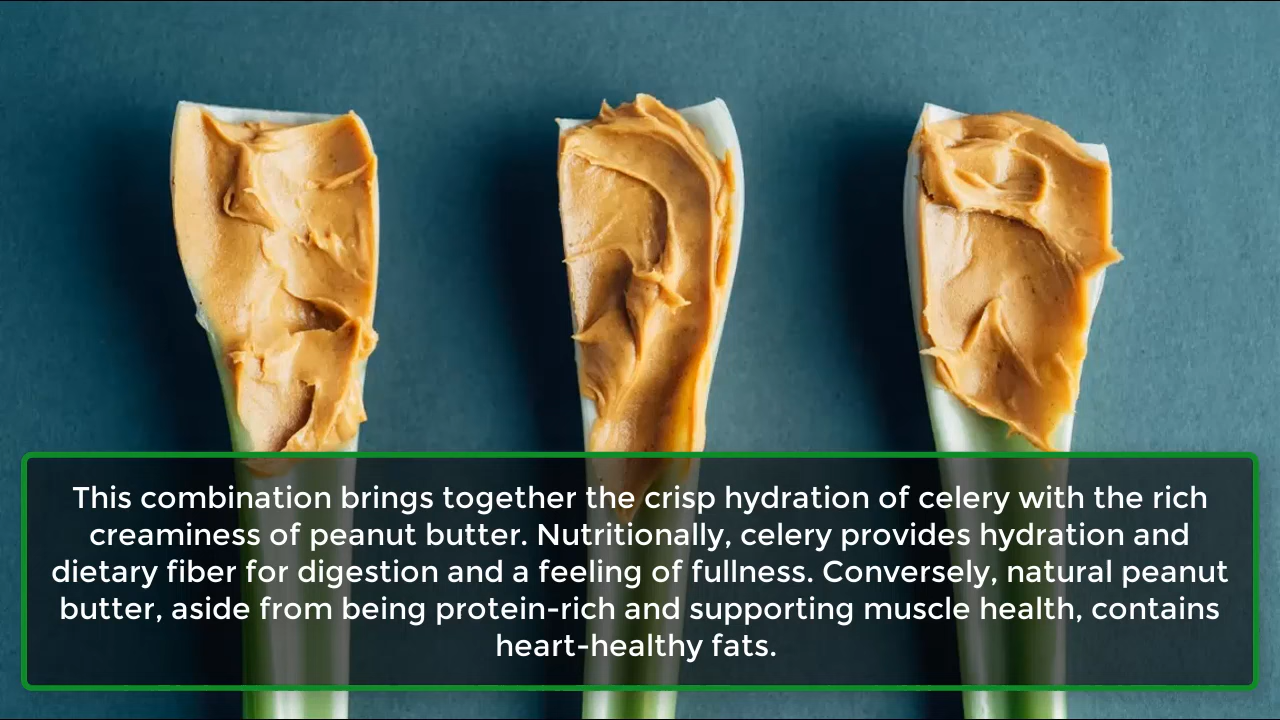 This combination brings together the crisp hydration of celery with the rich
creaminess of peanut butter. Nutritionally, celery provides hydration and
dietary fiber for digestion and a feeling of fullness. Conversely, natural peanut
butter, aside from being protein-rich and supporting muscle health, contains
heart-healthy fats.